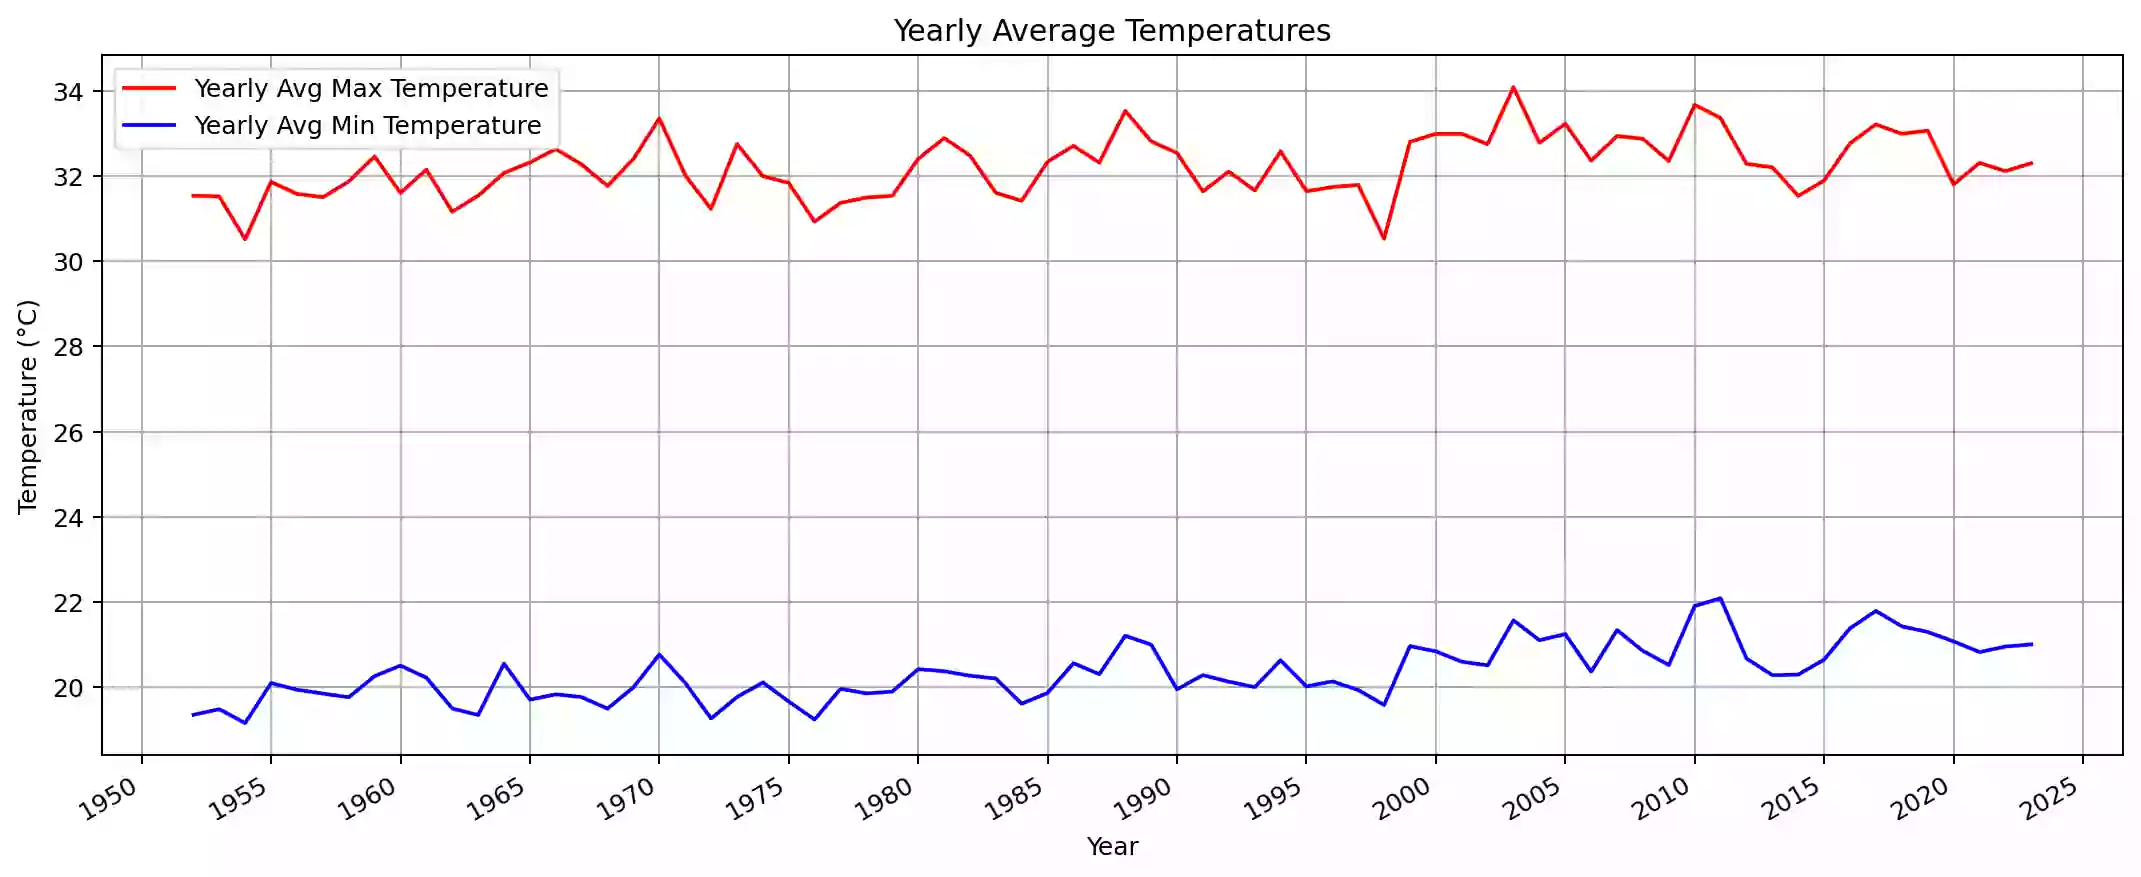 Yearly Average Temperatures
Yearly Avg Max Temperature
Yearly Avg Min Temperature
34
32
30
28
26
24
22
20
Temperature (°C)
1950 1955 1960 1965 1970 1975 1980 1985 1990 1995 2000 2005 2010 2015 2020 2025
Year